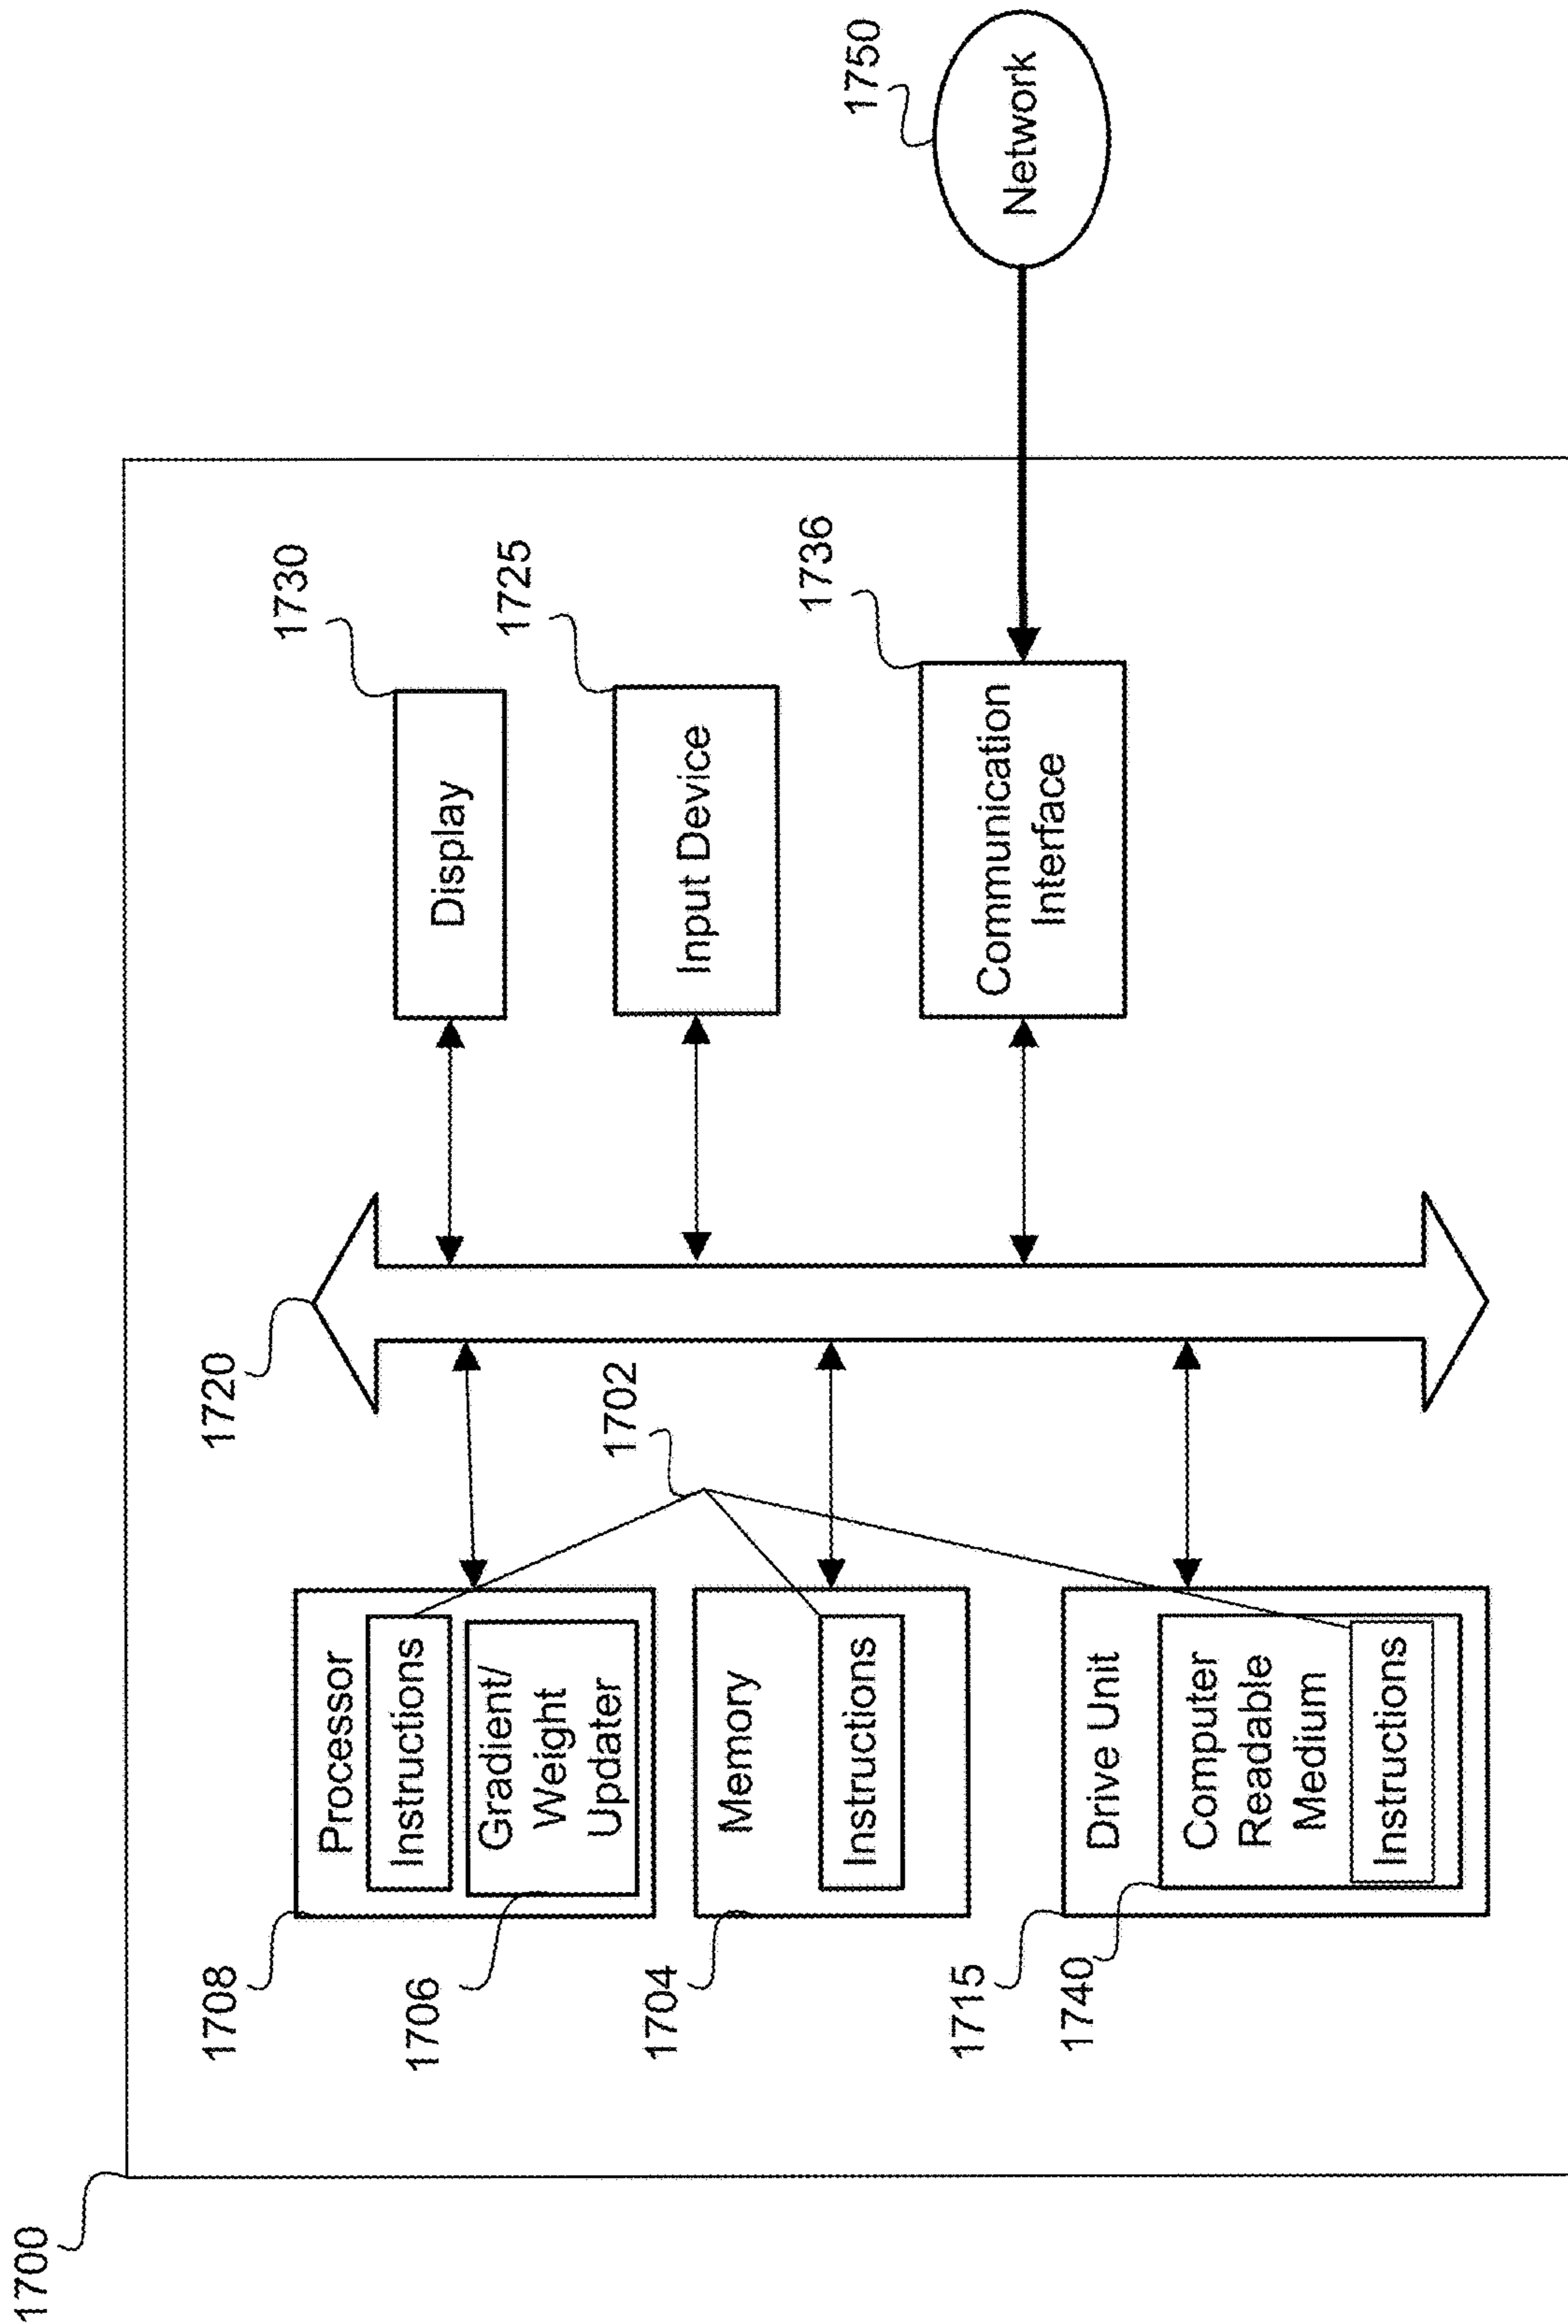 1700
1708
Processor
Instructions
1706
Gradient/
Weight
Updater
1704
Memory
Instructions
1715
Drive Unit
1740
Computer
Readable
Medium
Instructions
1702
1720
1730
Display
1725
Input Device
1736
Communication
Interface
1750
Network